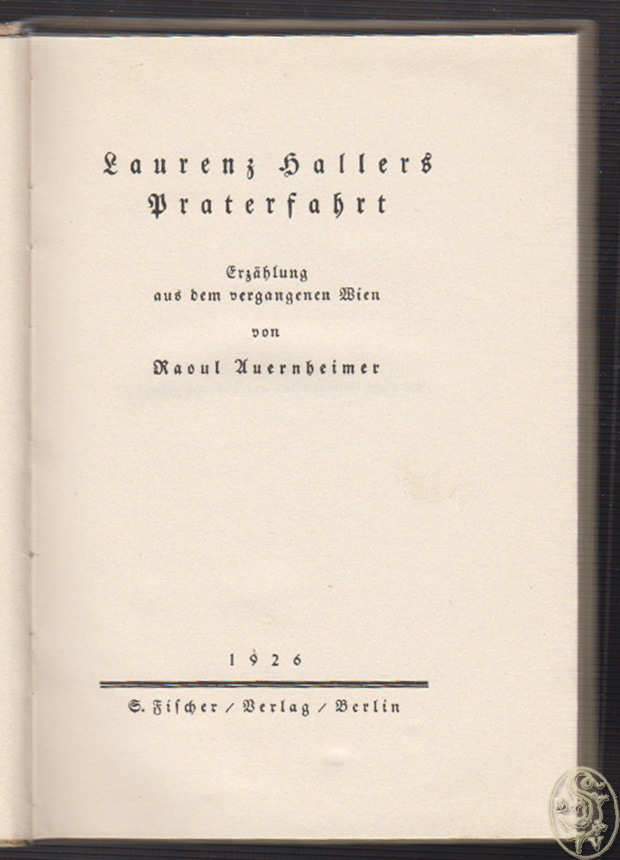 Laurenz Hallers
Praterfahrt
Erzählung
aus dem vergangenen Wien
von
Raoul Auernheimer
1926
S. Fiſcher / Verlag / Berlin